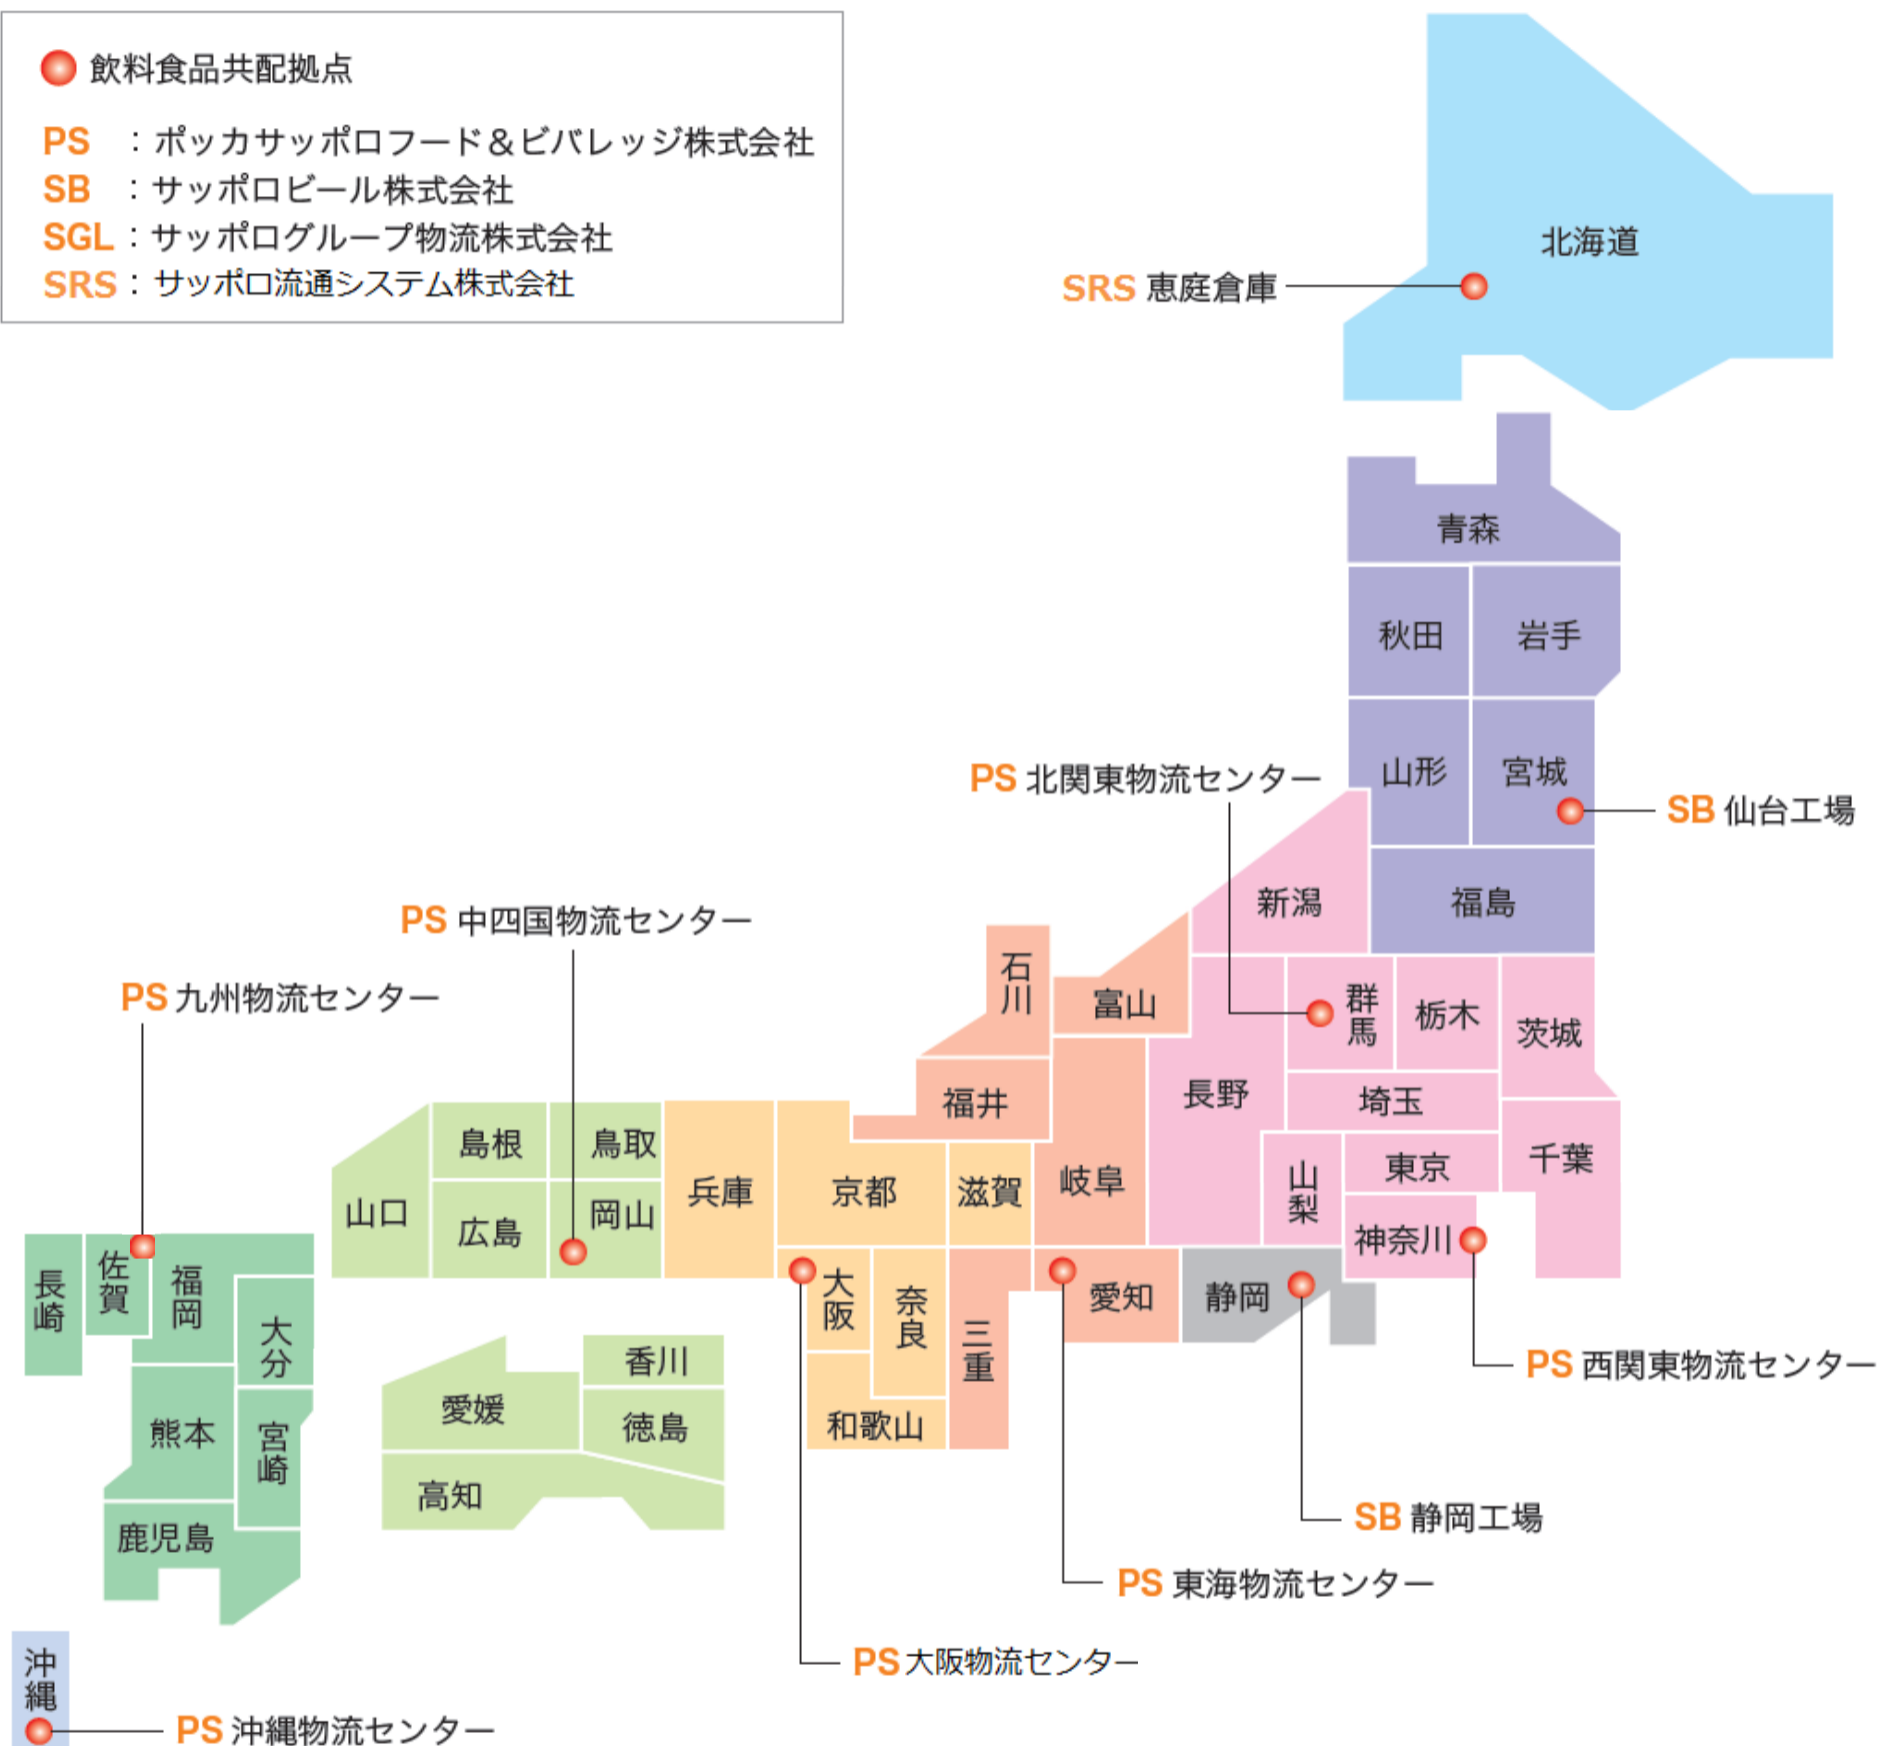 飲料食品共配拠点
PS ：ポッカサッポロフード＆ビバレッジ株式会社
SB ：サッポロビール株式会社
SGL：サッポログループ物流株式会社
SRS：サッポロ流通システム株式会社
北海道
SRS 恵庭倉庫
青森
秋田
岩手
山形
宮城
PS 北関東物流センター
SB 仙台工場
新潟
福島
PS 中四国物流センター
石川
富山
群馬
栃木
茨城
PS 九州物流センター
福井
長野
埼玉
島根
鳥取
兵庫
京都
滋賀
岐阜
山梨
東京
千葉
山口
広島
岡山
神奈川
長崎
佐賀
福岡
大分
大阪
奈良
三重
愛知
静岡
PS 西関東物流センター
香川
愛媛
徳島
和歌山
熊本
宮崎
高知
鹿児島
SB 静岡工場
PS 東海物流センター
PS 大阪物流センター
沖縄
PS 沖縄物流センター